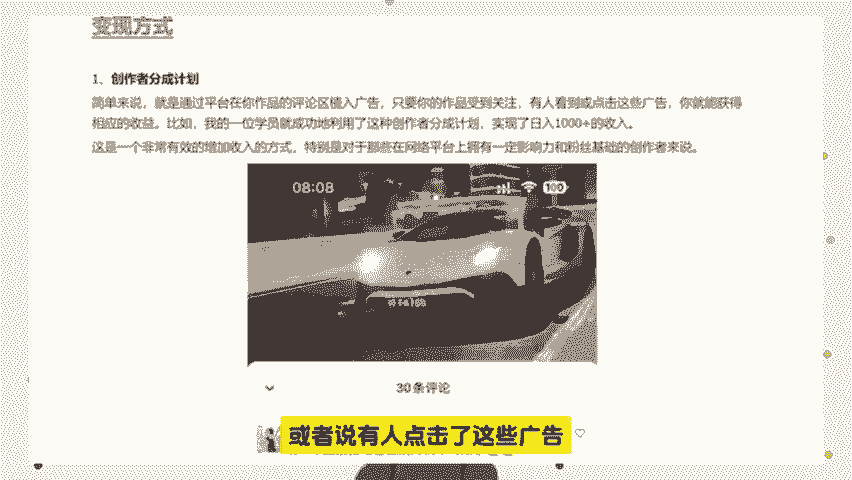 变现方式
1、创作者分成计划
简单来说，就是通过平台在你作品的评论区植入广告，只要你的作品受到关注，有人看到或点击这些广告，你就能获得
相应的收益。比如，我的一位学员就成功地利用了这种创作者分成计划，实现了日入1000+的收入。
这是一个非常有效的增加收入的方式，特别是对于那些在网络平台上拥有一定影响力和粉丝基础的创作者来说。
08:08
100
30条评论
或者说有人点击了这些广告